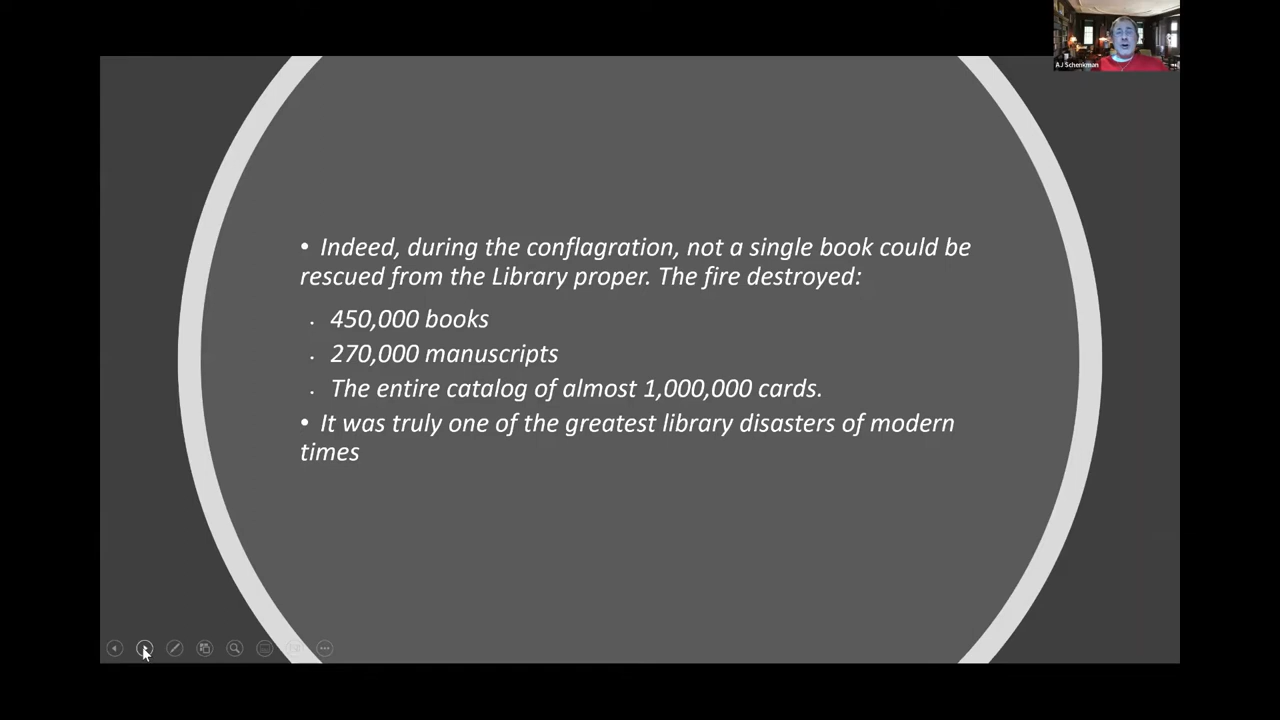 AJ Schenkman
• Indeed, during the conflagration, not a single book could be
rescued from the Library proper. The fire destroyed:
• 450,000 books
• 270,000 manuscripts
• The entire catalog of almost 1,000,000 cards.
• It was truly one of the greatest library disasters of modern
times